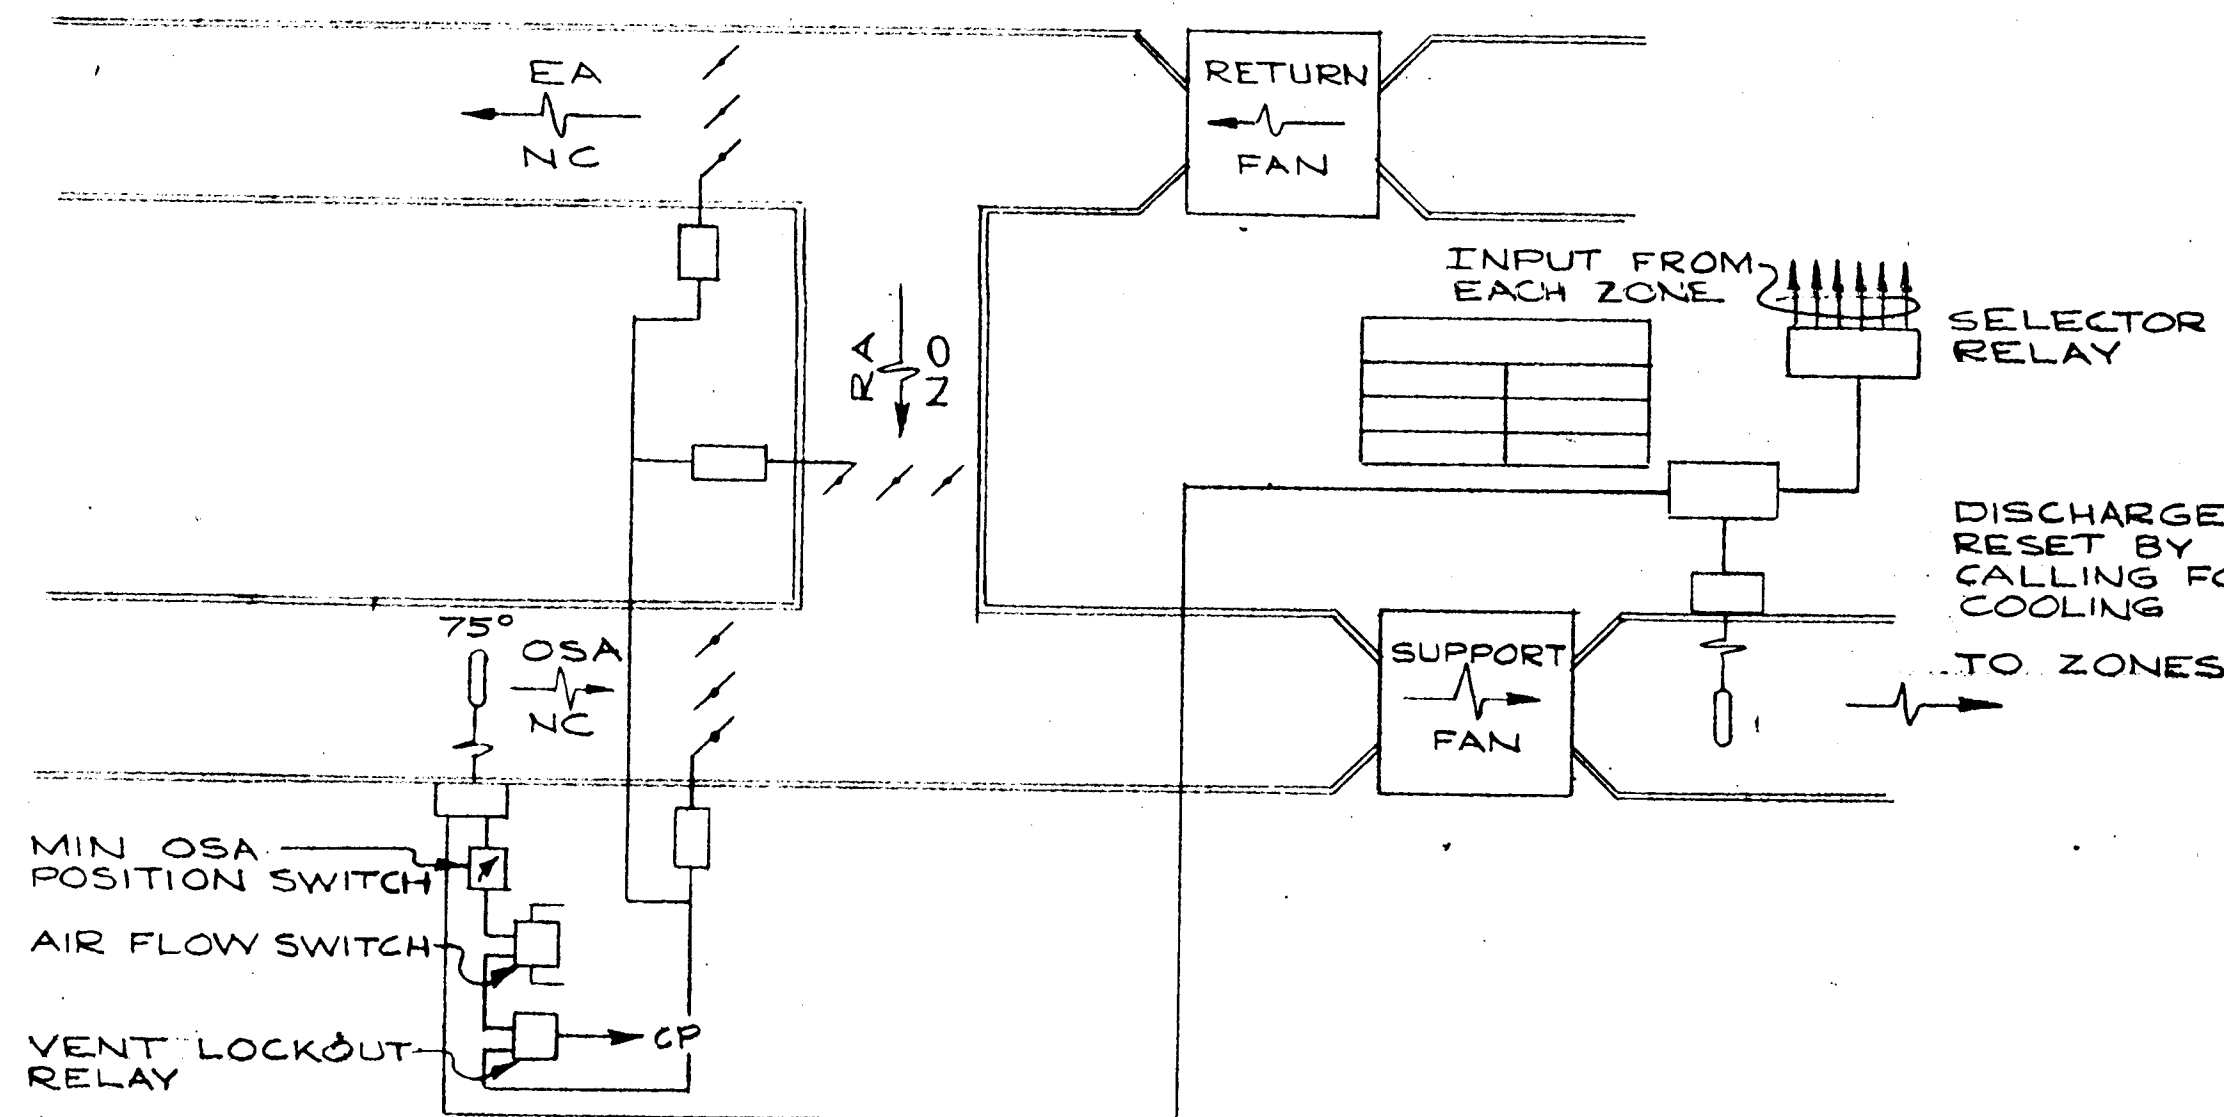 EA
NC
RETURN
FAN
INPUT FROM
EACH ZONE
SELECTOR
RELAY
RA
NO
DISCHARGE
RESET BY
CALLING FO
COOLING
TO ZONES
75°
OSA
NC
SUPPORT
FAN
MIN OSA
POSITION SWITCH
AIR FLOW SWITCH
VENT LOCKOUT
RELAY
CP